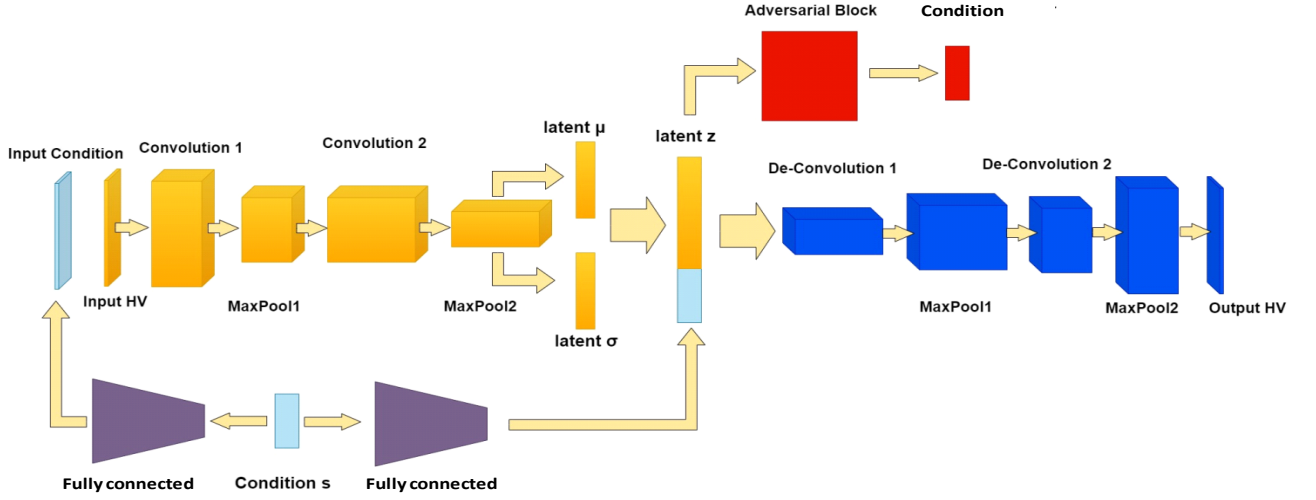 Adversarial Block
Condition
Input Condition
Convolution 1
Convolution 2
latent μ
latent z
De-Convolution 1
De-Convolution 2
Input HV
MaxPool1
MaxPool2
latent σ
MaxPool1
MaxPool2
Output HV
Fully connected
Condition s
Fully connected